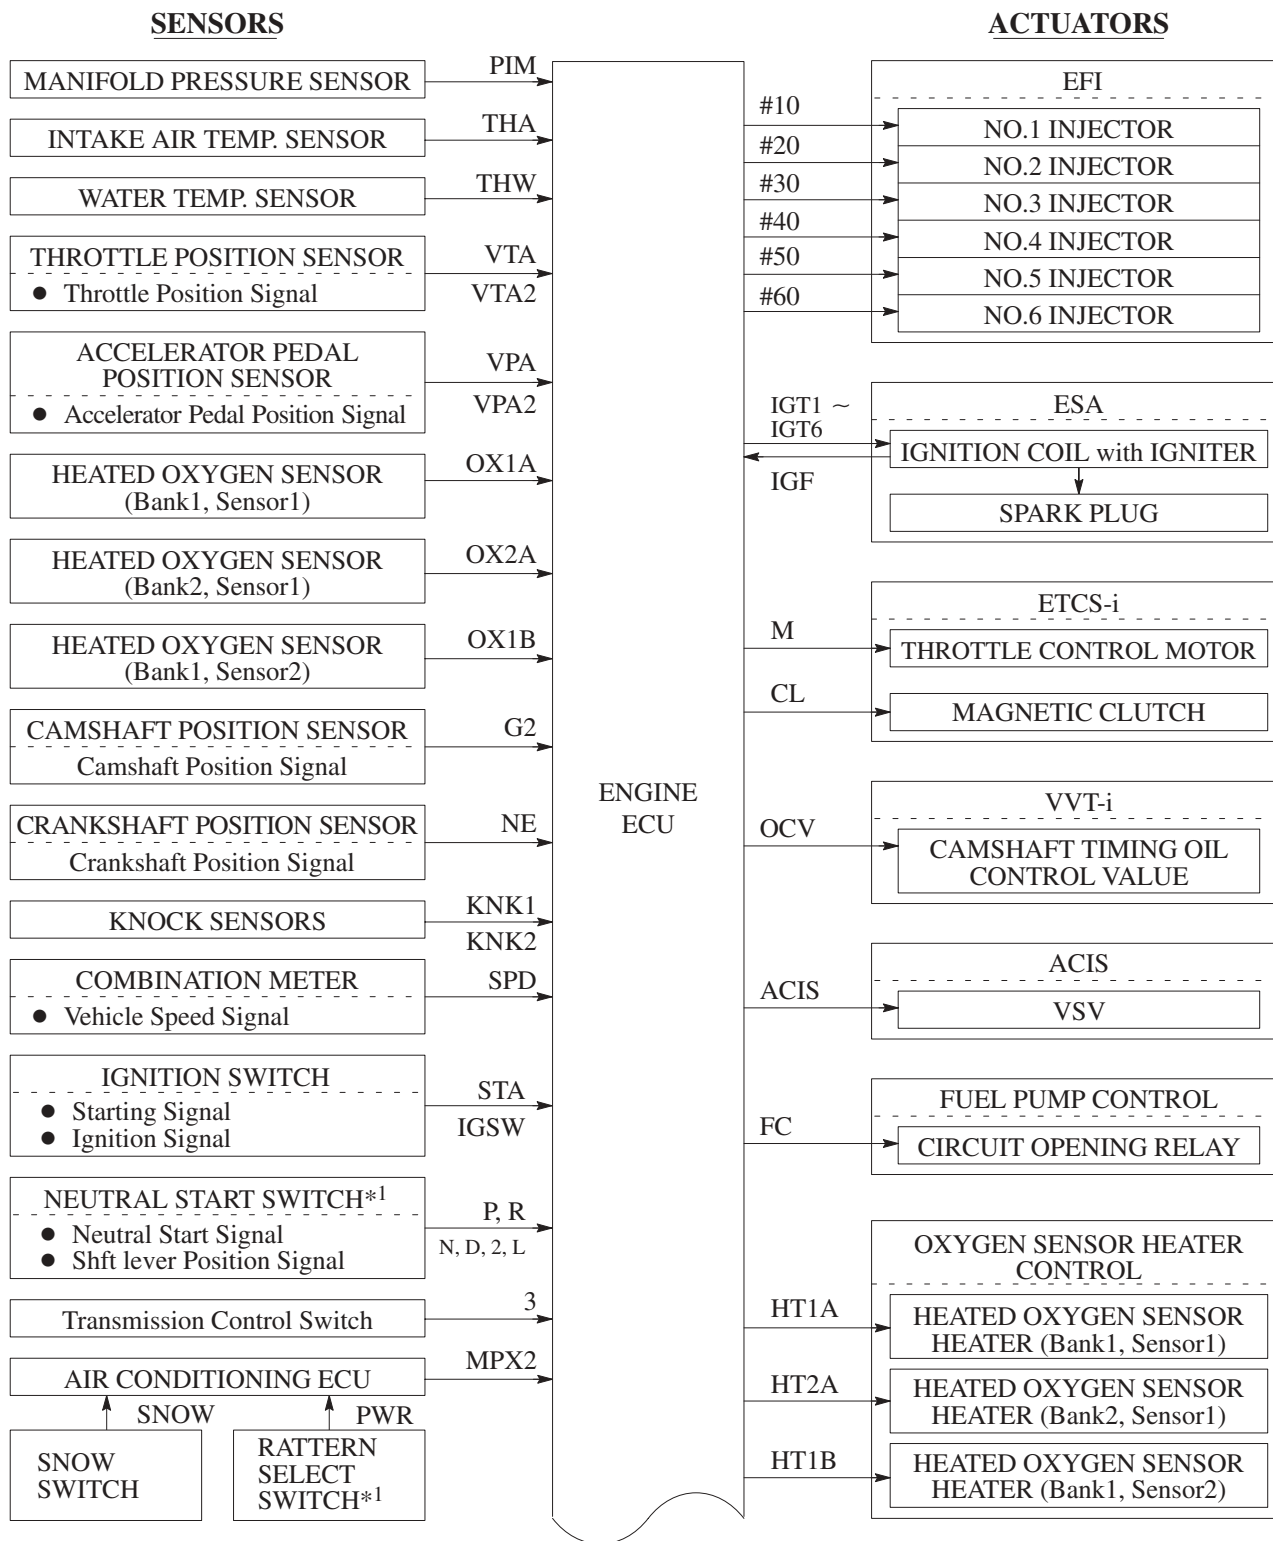 SENSORS
MANIFOLD PRESSURE SENSOR
PIM
INTAKE AIR TEMP. SENSOR
THA
WATER TEMP. SENSOR
THW
THROTTLE POSITION SENSOR
● Throttle Position Signal
VTA
VTA2
ACCELERATOR PEDAL
POSITION SENSOR
● Accelerator Pedal Position Signal
VPA
VPA2
HEATED OXYGEN SENSOR
(Bank1, Sensor1)
OX1A
HEATED OXYGEN SENSOR
(Bank2, Sensor1)
OX2A
HEATED OXYGEN SENSOR
(Bank1, Sensor2)
OX1B
CAMSHAFT POSITION SENSOR
Camshaft Position Signal
G2
CRANKSHAFT POSITION SENSOR
Crankshaft Position Signal
NE
KNOCK SENSORS
KNK1
KNK2
COMBINATION METER
● Vehicle Speed Signal
SPD
IGNITION SWITCH
● Starting Signal
● Ignition Signal
STA
IGSW
NEUTRAL START SWITCH*1
● Neutral Start Signal
● Shft lever Position Signal
P, R
N, D, 2, L
Transmission Control Switch
3
AIR CONDITIONING ECU
MPX2
SNOW
PWR
SNOW
SWITCH
RATTERN
SELECT
SWITCH*1
ENGINE
ECU
ACTUATORS
EFI
#10
NO.1 INJECTOR
#20
NO.2 INJECTOR
#30
NO.3 INJECTOR
#40
NO.4 INJECTOR
#50
NO.5 INJECTOR
#60
NO.6 INJECTOR
ESA
IGT1 ~
IGT6
IGF
IGNITION COIL with IGNITER
SPARK PLUG
ETCS-i
M
THROTTLE CONTROL MOTOR
CL
MAGNETIC CLUTCH
VVT-i
OCV
CAMSHAFT TIMING OIL
CONTROL VALUE
ACIS
ACIS
VSV
FUEL PUMP CONTROL
FC
CIRCUIT OPENING RELAY
OXYGEN SENSOR HEATER
CONTROL
HT1A
HEATED OXYGEN SENSOR
HEATER (Bank1, Sensor1)
HT2A
HEATED OXYGEN SENSOR
HEATER (Bank2, Sensor1)
HT1B
HEATED OXYGEN SENSOR
HEATER (Bank1, Sensor2)